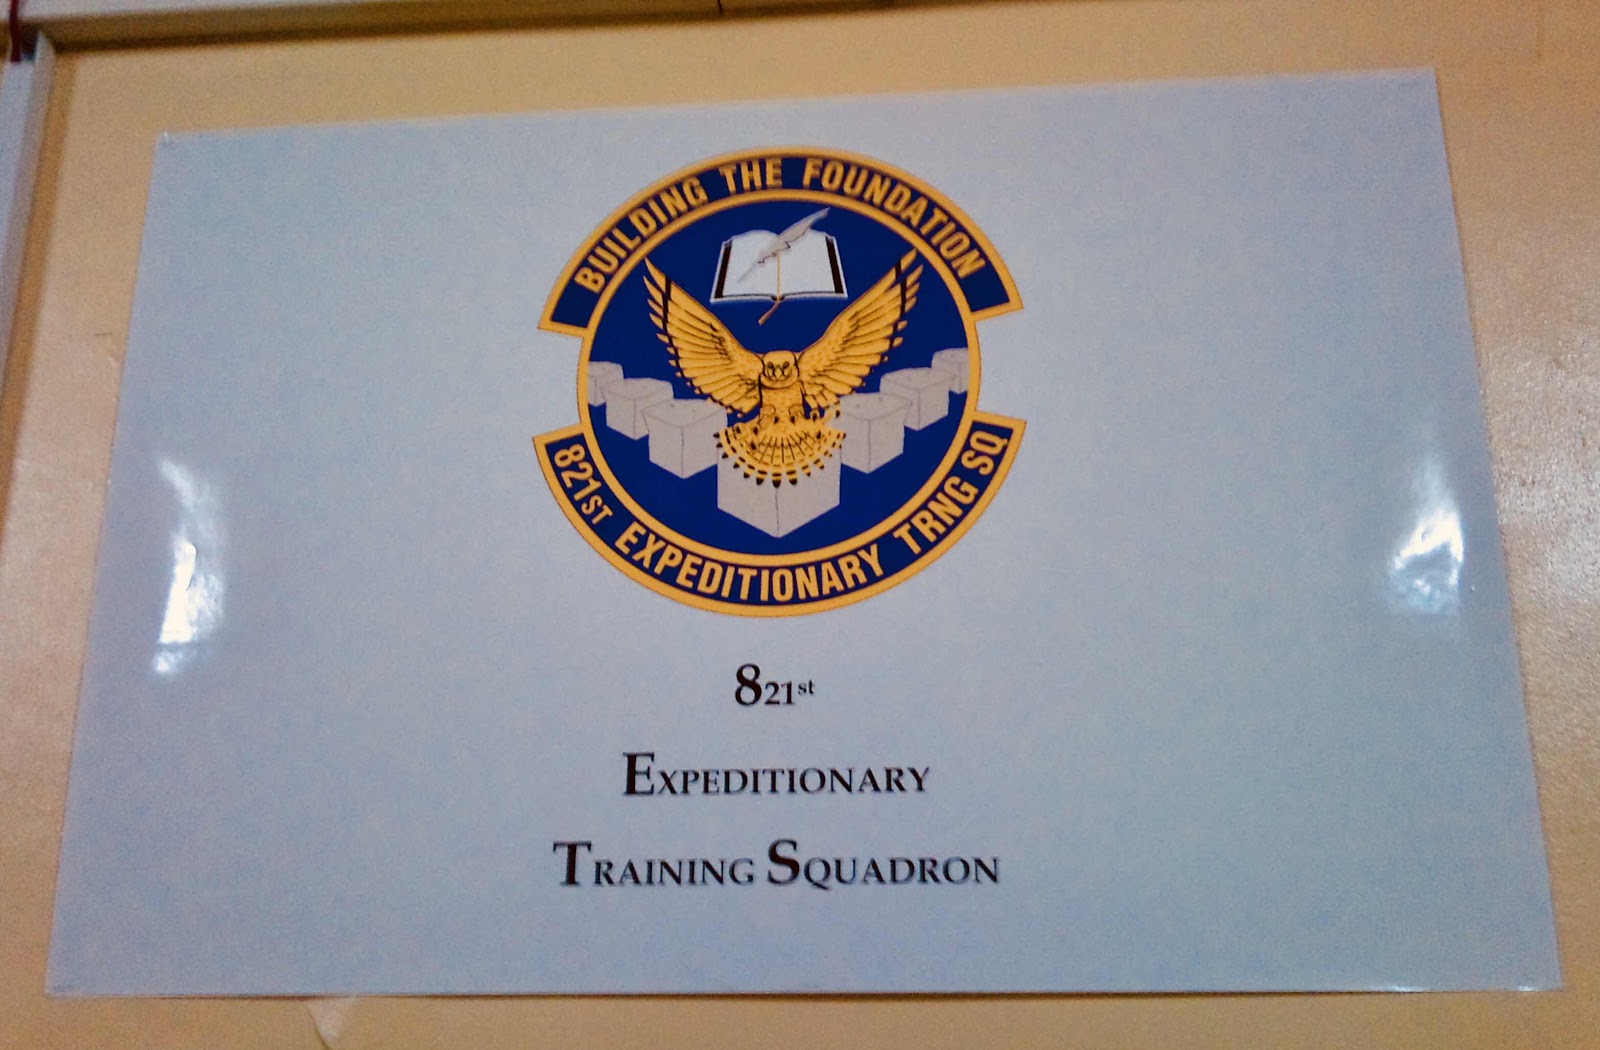 BUILDING THE FOUNDATION
821ST EXPEDITIONARY TRNG SQ
821st
EXPEDITIONARY
TRAINING SQUADRON